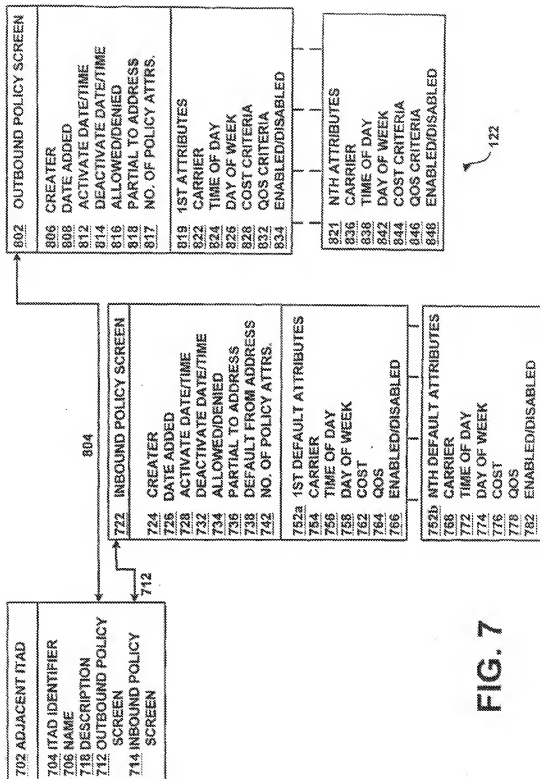 702 ADJACENT ITAD
704 ITAD IDENTIFIER
706 NAME
718 DESCRIPTION
712 OUTBOUND POLICY
SCREEN
714 INBOUND POLICY
SCREEN
712
804
722 INBOUND POLICY SCREEN
724 CREATER
726 DATE ADDED
728 ACTIVATE DATE/TIME
732 DEACTIVATE DATE/TIME
734 ALLOWED/DENIED
736 PARTIAL TO ADDRESS
738 DEFAULT FROM ADDRESS
742 NO. OF POLICY ATTRS.
752a 1ST DEFAULT ATTRIBUTES
754 CARRIER
756 TIME OF DAY
758 DAY OF WEEK
762 COST
764 QOS
766 ENABLED/DISABLED
752b NTH DEFAULT ATTRIBUTES
768 CARRIER
772 TIME OF DAY
774 DAY OF WEEK
776 COST
778 QOS
782 ENABLED/DISABLED
802 OUTBOUND POLICY SCREEN
806 CREATER
808 DATE ADDED
812 ACTIVATE DATE/TIME
814 DEACTIVATE DATE/TIME
816 ALLOWED/DENIED
818 PARTIAL TO ADDRESS
817 NO. OF POLICY ATTRS.
819 1ST ATTRIBUTES
822 CARRIER
824 TIME OF DAY
826 DAY OF WEEK
828 COST CRITERIA
832 QOS CRITERIA
834 ENABLED/DISABLED
821 NTH ATTRIBUTES
836 CARRIER
838 TIME OF DAY
842 DAY OF WEEK
844 COST CRITERIA
846 QOS CRITERIA
848 ENABLED/DISABLED
122
FIG. 7